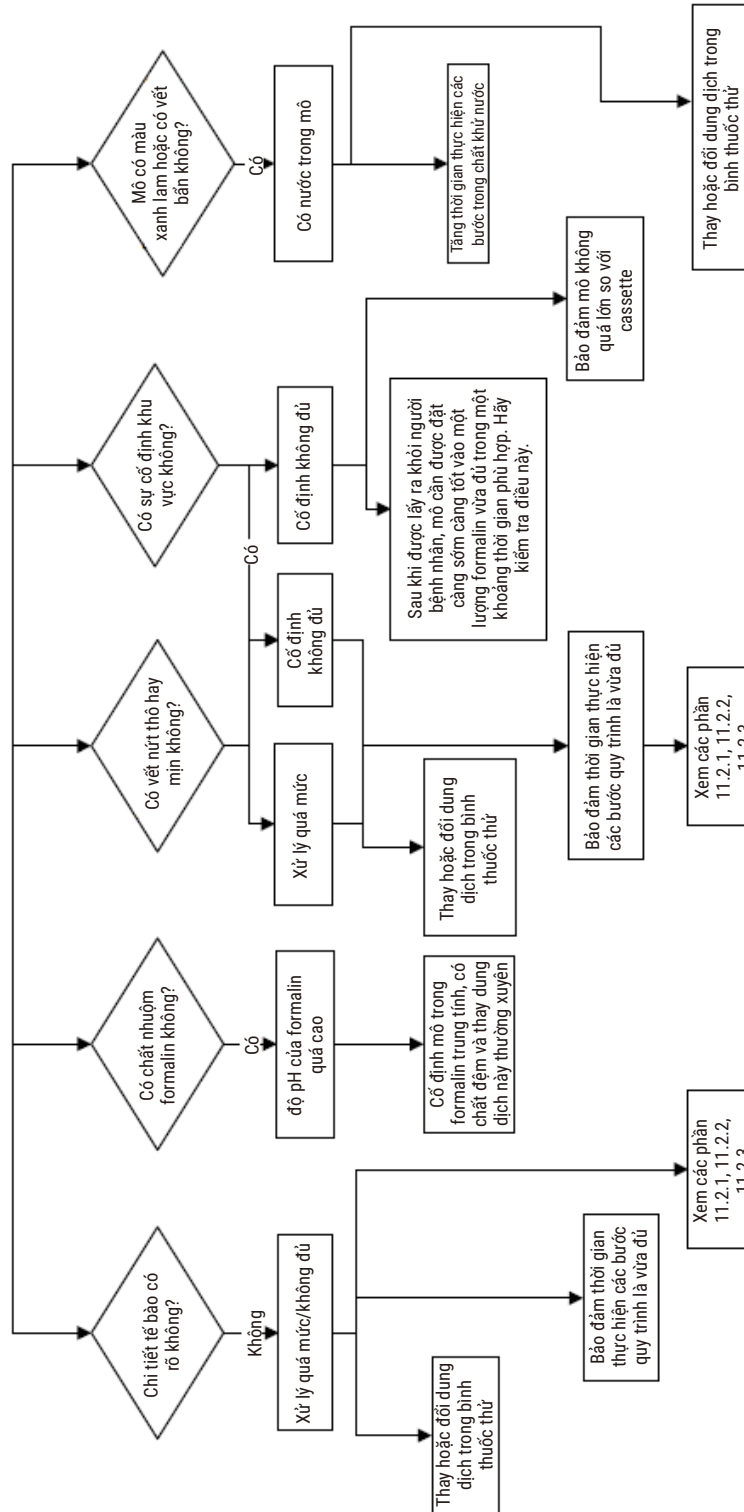 Chi tiết tế bào có
rõ không?
Không
Xử lý quá mức/không đủ
Thay hoặc đổi dung
dịch trong bình
thuốc thử
Bảo đảm thời gian
thực hiện các bước
quy trình là vừa đủ
Xem các phần
11.2.1, 11.2.2,
11.2.3
Có chất nhuộm
formalin không?
Có
độ pH của formalin
quá cao
Cố định mô trong
formalin trung tính, có
chất đệm và thay dung
dịch này thường xuyên
Có vết nứt thô hay
mịn không?
Xử lý quá mức
Cố định
không đủ
Thay hoặc đổi dung
dịch trong bình
thuốc thử
Bảo đảm thời gian thực hiện
các bước quy trình là vừa đủ
Xem các phần
11.2.1, 11.2.2,
11.2.3
Có sự cố định khu
vực không?
Có
Cố định không đủ
Sau khi được lấy ra khỏi người
bệnh nhân, mô cần được đặt
càng sớm càng tốt vào một
lượng formalin vừa đủ trong một
khoảng thời gian phù hợp. Hãy
kiểm tra điều này.
Bảo đảm mô không
quá lớn so với
cassette
Mô có màu
xanh lam hoặc có vết
bẩn không?
Có
Có nước trong mô
Tăng thời gian thực hiện các
bước trong chất khử nước
Thay hoặc đổi dung dịch trong
bình thuốc thử